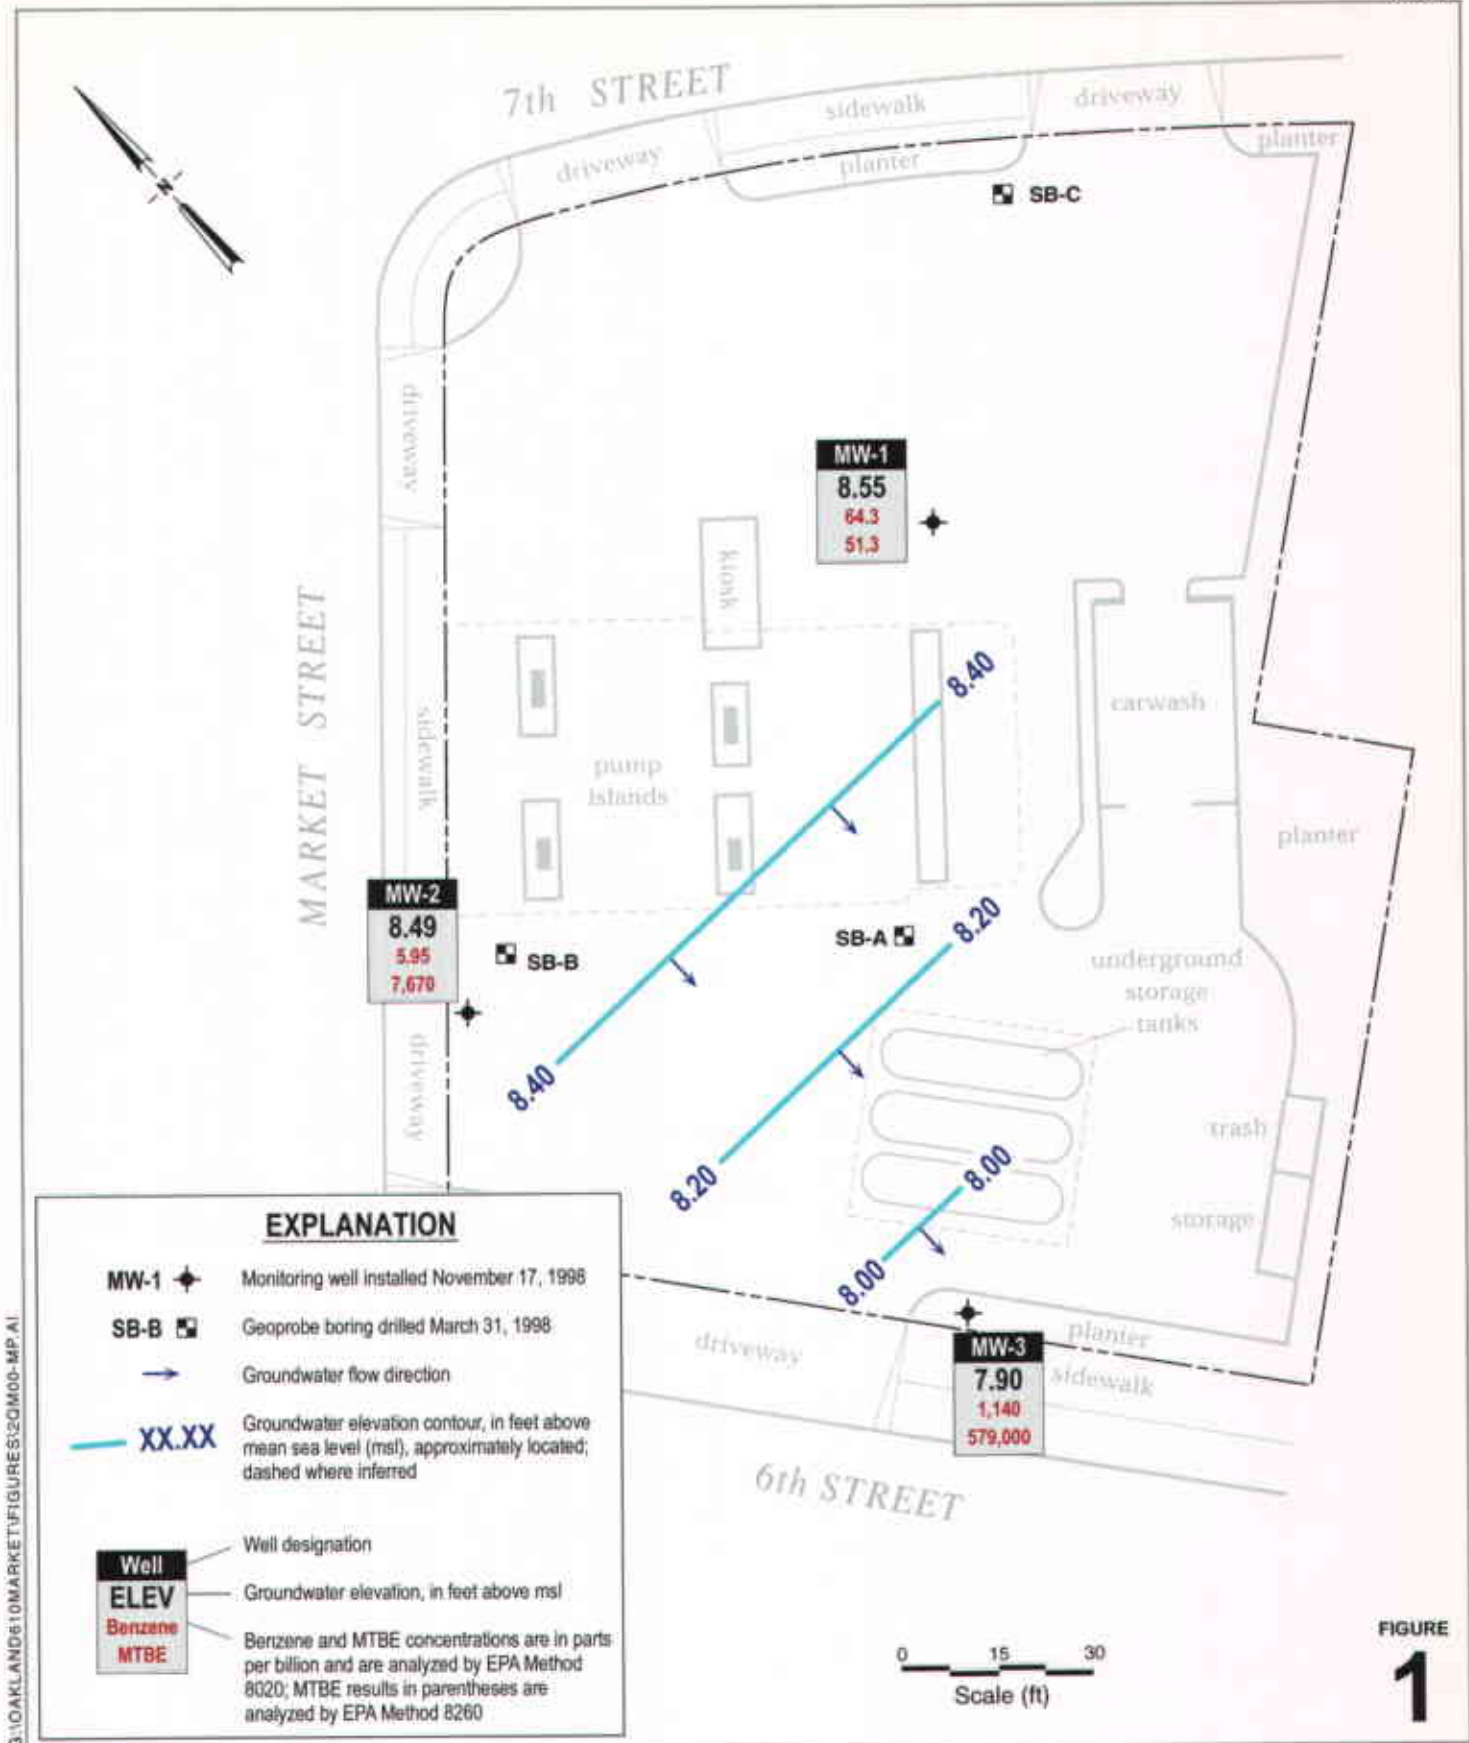 7th STREET
sidewalk
driveway
driveway
planter
planter
N
SB-C
driveway
MW-1
8.55
64.3
51.3
kiosk
MARKET STREET
sidewalk
8.40
carwash
pump
islands
planter
MW-2
8.49
5.95
7,670
SB-B
SB-A
8.20
underground
storage
tanks
driveway
8.40
8.20
8.00
trash
storage
8.00
driveway
planter
sidewalk
MW-3
7.90
1,140
579,000
6th STREET
EXPLANATION
MW-1 Monitoring well installed November 17, 1998
SB-B Geoprobe boring drilled March 31, 1998
Groundwater flow direction
XX.XX Groundwater elevation contour, in feet above
mean sea level (msl), approximately located;
dashed where inferred
Well
ELEV
Benzene
MTBE
Well designation
Groundwater elevation, in feet above msl
Benzene and MTBE concentrations are in parts
per billion and are analyzed by EPA Method
8020; MTBE results in parentheses are
analyzed by EPA Method 8260
0 15 30
Scale (ft)
FIGURE
1
G:\OAKLAND610MARKET\FIGURES\2QM00-MP.AI